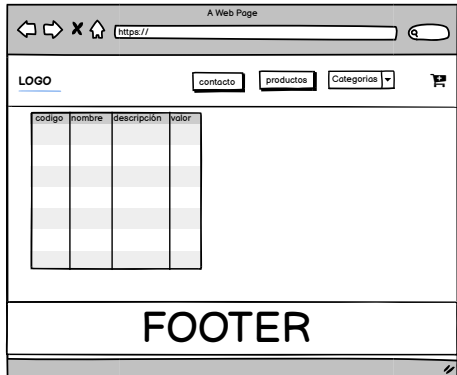 A Web Page
https://
LOGO
contacto
productos
Categorias
codigo nombre descripción valor
FOOTER